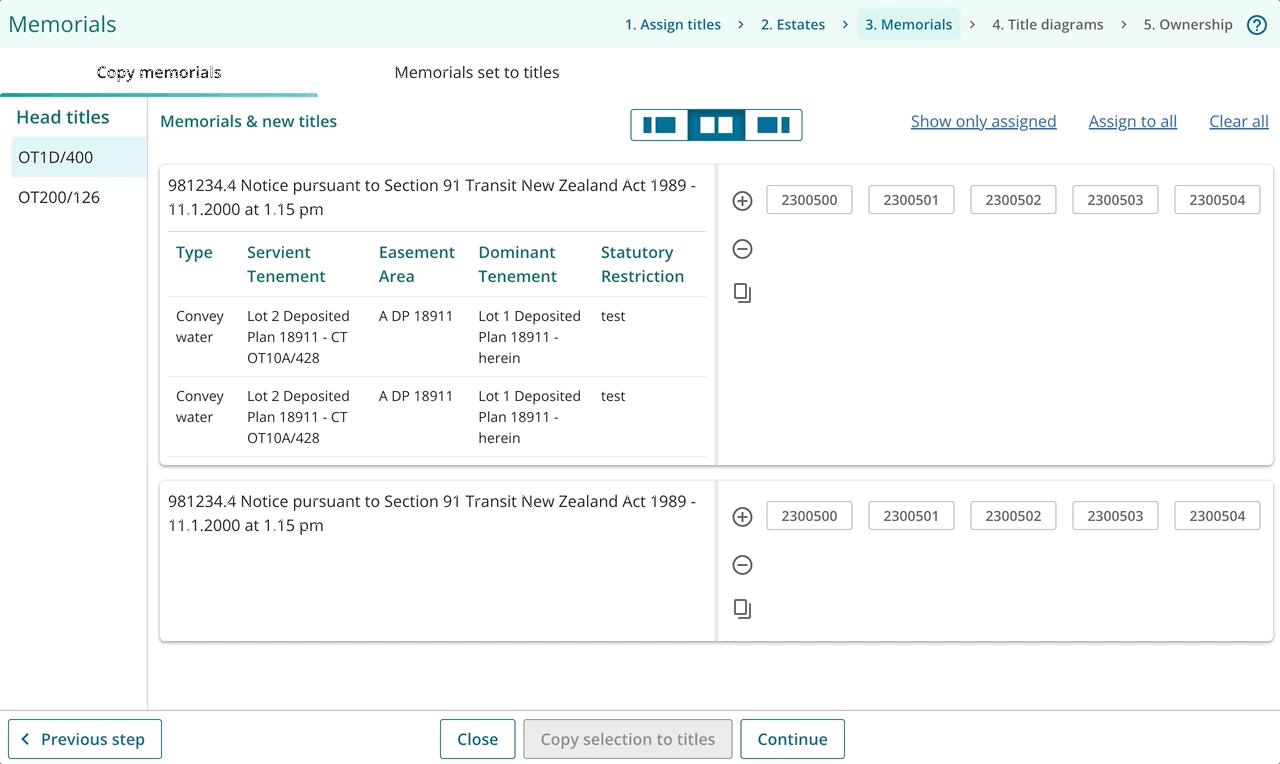 Memorials
1. Assign titles > 2. Estates > 3. Memorials > 4. Title diagrams > 5. Ownership ?
Copy memorials Memorials set to titles
Head titles
OT1D/400
OT200/126
Memorials & new titles
Show only assigned Assign to all Clear all
981234.4 Notice pursuant to Section 91 Transit New Zealand Act 1989 -
11.1.2000 at 1.15 pm
Type Servient Easement Dominant Statutory
Tenement Area Tenement Restriction
Convey Lot 2 Deposited A DP 18911 Lot 1 Deposited test
water Plan 18911 - CT Plan 18911 -
OT10A/428 herein
Convey Lot 2 Deposited A DP 18911 Lot 1 Deposited test
water Plan 18911 - CT Plan 18911 -
OT10A/428 herein
2300500 2300501 2300502 2300503 2300504
981234.4 Notice pursuant to Section 91 Transit New Zealand Act 1989 -
11.1.2000 at 1.15 pm
2300500 2300501 2300502 2300503 2300504
Previous step Close Copy selection to titles Continue